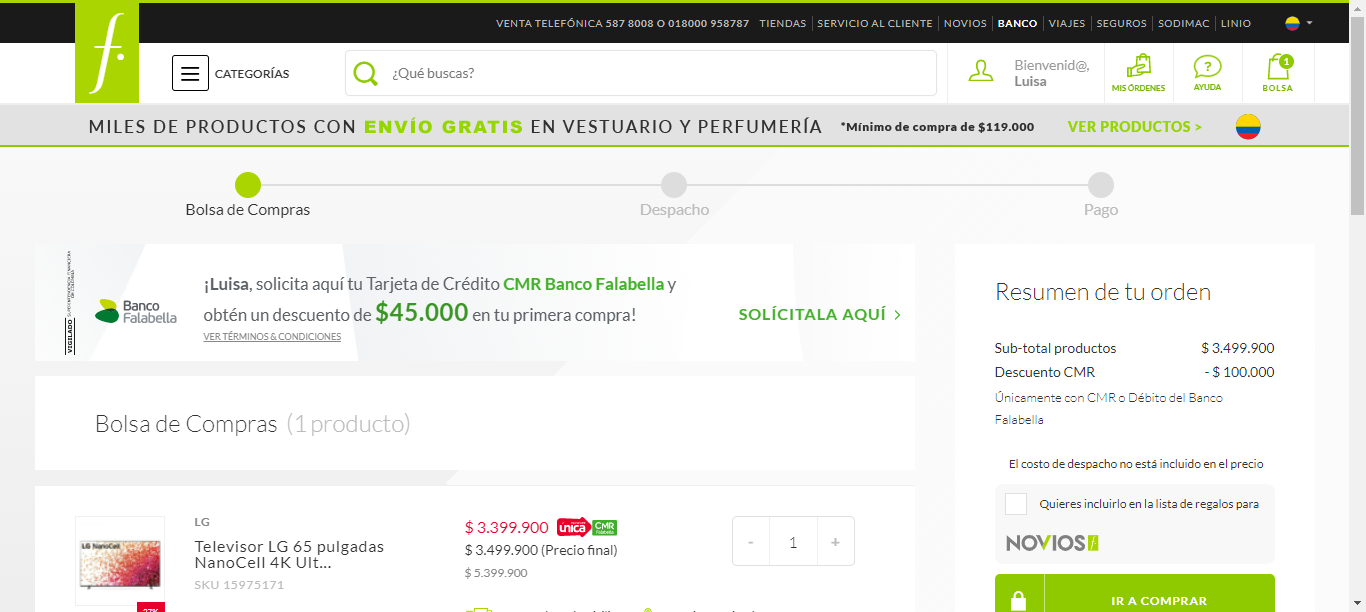 VENTA TELEFÓNICA 587 8008 O 018000 958787 TIENDAS SERVICIO AL CLIENTE NOVIOS BANCO VIAJES SEGUROS SODIMAC LINIO
f.
CATEGORÍAS
¿Qué buscas?
Bienvenid@,
Luisa
MIS ÓRDENES
?
AYUDA
1
BOLSA
MILES DE PRODUCTOS CON ENVÍO GRATIS EN VESTUARIO Y PERFUMERÍA *Mínimo de compra de $119.000 VER PRODUCTOS >
Bolsa de Compras
Despacho
Pago
VIGILADO
Banco
Falabella
¡Luisa, solicita aquí tu Tarjeta de Crédito CMR Banco Falabella y
obtén un descuento de $45.000 en tu primera compra!
VER TÉRMINOS & CONDICIONES
SOLÍCITALA AQUÍ >
Bolsa de Compras (1 producto)
LG NanoCell
LG
Televisor LG 65 pulgadas
NanoCell 4K Ult...
SKU 15975171
$ 3.399.900 única CMR
$ 3.499.900 (Precio final)
$ 5.399.900
- 1 +
Resumen de tu orden
Sub-total productos $ 3.499.900
Descuento CMR - $ 100.000
Únicamente con CMR o Débito del Banco
Falabella
El costo de despacho no está incluido en el precio
Quieres incluirlo en la lista de regalos para
NOVIOS f.
IR A COMPRAR